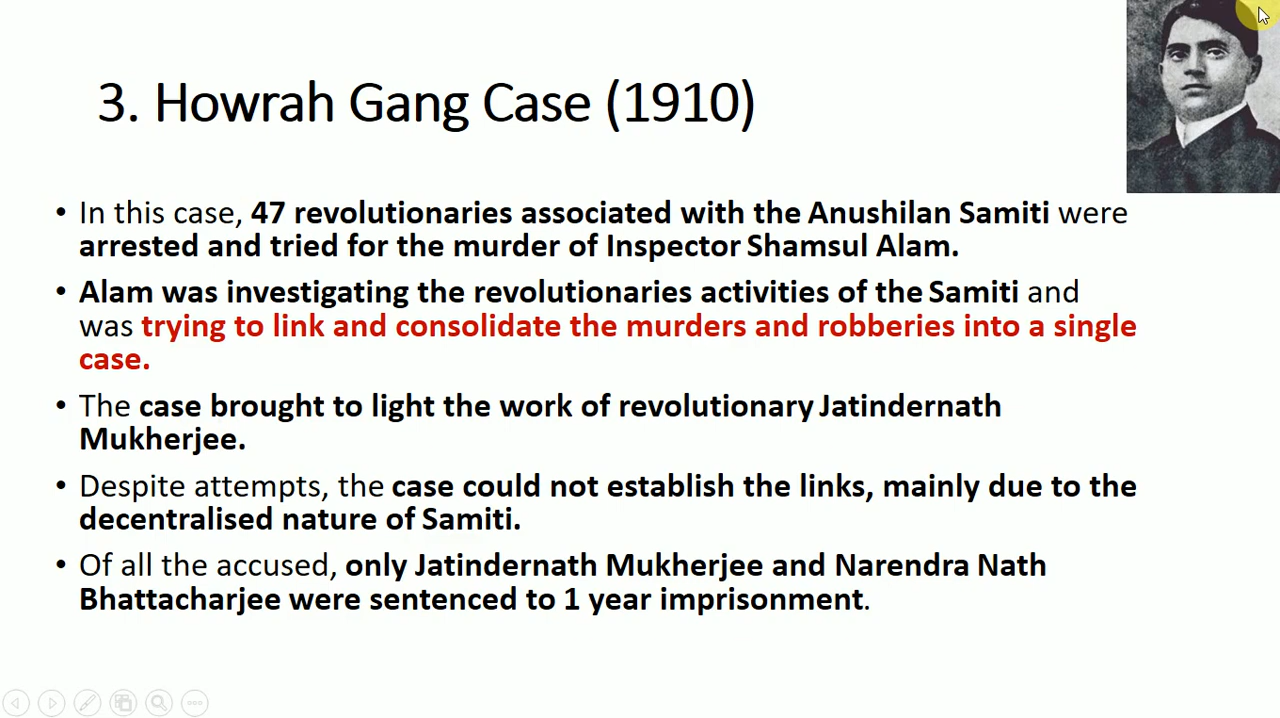 3. Howrah Gang Case (1910)
• In this case, 47 revolutionaries associated with the Anushilan Samiti were
arrested and tried for the murder of Inspector Shamsul Alam.
• Alam was investigating the revolutionaries activities of the Samiti and
was trying to link and consolidate the murders and robberies into a single
case.
• The case brought to light the work of revolutionary Jatindernath
Mukherjee.
• Despite attempts, the case could not establish the links, mainly due to the
decentralised nature of Samiti.
• Of all the accused, only Jatindernath Mukherjee and Narendra Nath
Bhattacharjee were sentenced to 1 year imprisonment.